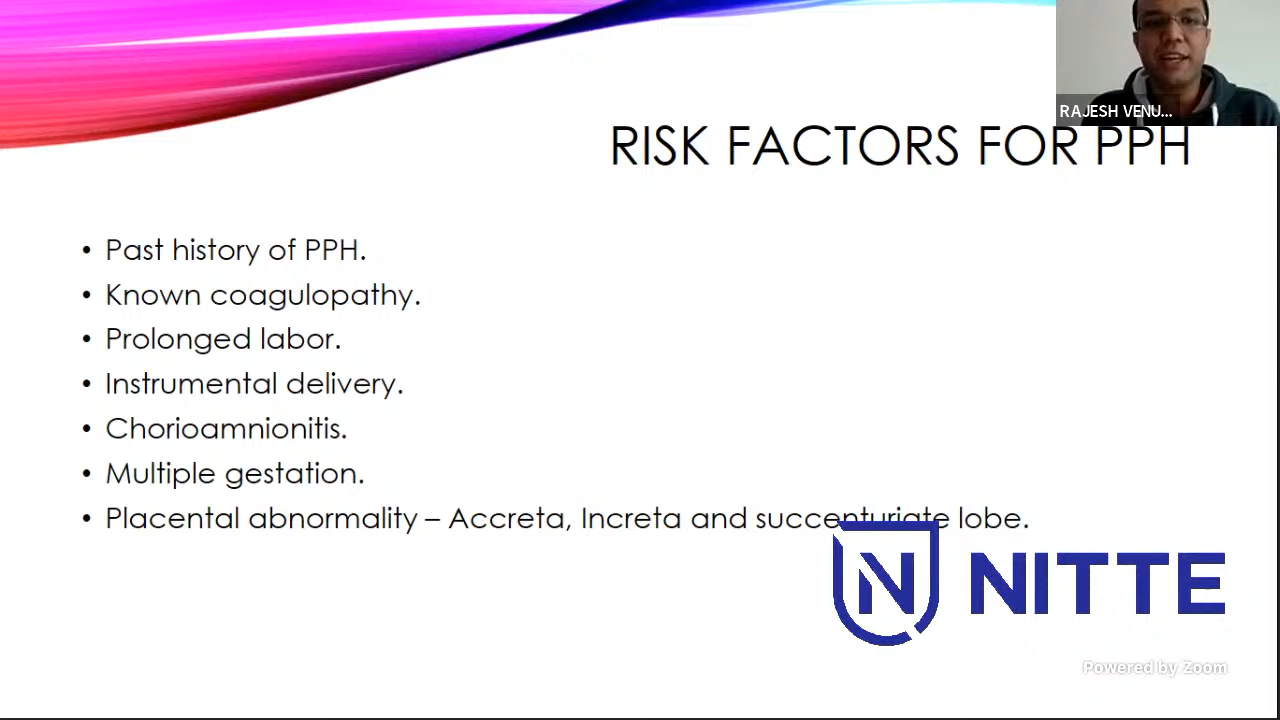 RAJESH VENU...
RISK FACTORS FOR PPH
• Past history of PPH.
• Known coagulopathy.
• Prolonged labor.
• Instrumental delivery.
• Chorioamnionitis.
• Multiple gestation.
• Placental abnormality – Accreta, Increta and succenturiate lobe.
N NITTE
Powered by Zoom